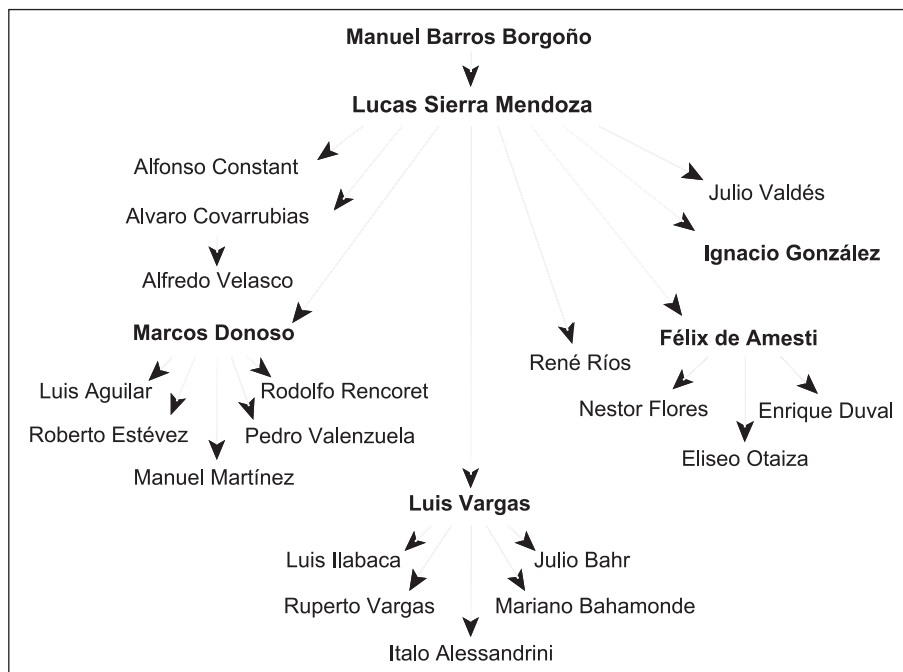 Manuel Barros Borgoño
Lucas Sierra Mendoza
Alfonso Constant
Julio Valdés
Alvaro Covarrubias
Ignacio González
Alfredo Velasco
Marcos Donoso
Félix de Amesti
René Ríos
Luis Aguilar
Rodolfo Rencoret
Nestor Flores
Enrique Duval
Roberto Estévez
Pedro Valenzuela
Eliseo Otaiza
Manuel Martínez
Luis Vargas
Luis Ilabaca
Julio Bahr
Ruperto Vargas
Mariano Bahamonde
Italo Alessandrini